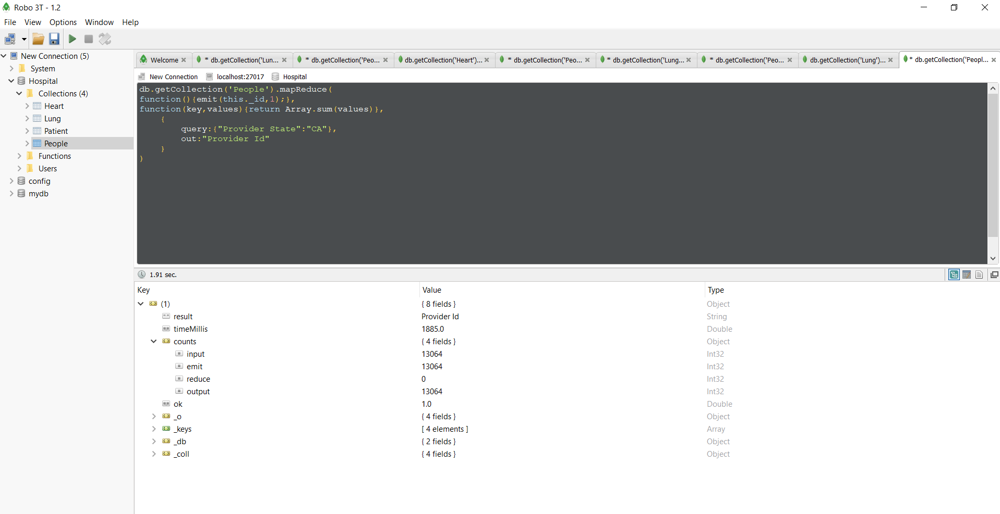 Robo 3T - 1.2
File View Options Window Help
New Connection (5)
System
Hospital
Collections (4)
Heart
Lung
Patient
People
Functions
Users
config
mydb
Welcome * db.getCollection('Lun... * db.getCollection('Peo... db.getCollection('Heart')... * db.getCollection('Peo... * db.getCollection('Lung... * db.getCollection('Peo... db.getCollection('Lung')... * db.getCollection('Peopl...
New Connection localhost:27017 Hospital
db.getCollection('People').mapReduce(
function(){emit(this._id,1);},
function(key,values){return Array.sum(values)},
{
query:{"Provider State":"CA"},
out:"Provider Id"
}
)
1.91 sec.
Key Value Type
(1) { 8 fields } Object
result Provider Id String
timeMillis 1885.0 Double
counts { 4 fields } Object
input 13064 Int32
emit 13064 Int32
reduce 0 Int32
output 13064 Int32
ok 1.0 Double
_o { 4 fields } Object
_keys [ 4 elements ] Array
_db { 2 fields } Object
_coll { 4 fields } Object